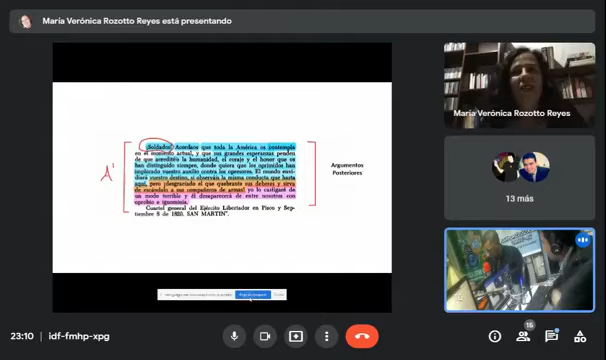 María Verónica Rozotto Reyes está presentando
¡Soldados! Acordaos que toda la América os contempla
en el momento actual, y que sus grandes esperanzas penden
de que acreditéis la humanidad, el coraje y el honor que os
han distinguido siempre, donde quiera que los oprimidos han
implorado vuestro auxilio contra los opresores. El mundo envi-
diará vuestro destino, si observáis la misma conducta que hasta
aquí, pero ¡desgraciado el que quebrante sus deberes y sirva
de escándalo a sus compañeros de armas! yo lo castigaré de
un modo terrible y él desaparecerá de entre nosotros con
oprobio e ignominia.
Cuartel general del Ejército Libertador en Pisco y Sep-
tiembre 8 de 1820. SAN MARTIN".
Argumentos
Posteriores
María Verónica Rozotto Reyes
13 más
23:10 | idf-fmhp-xpg
15